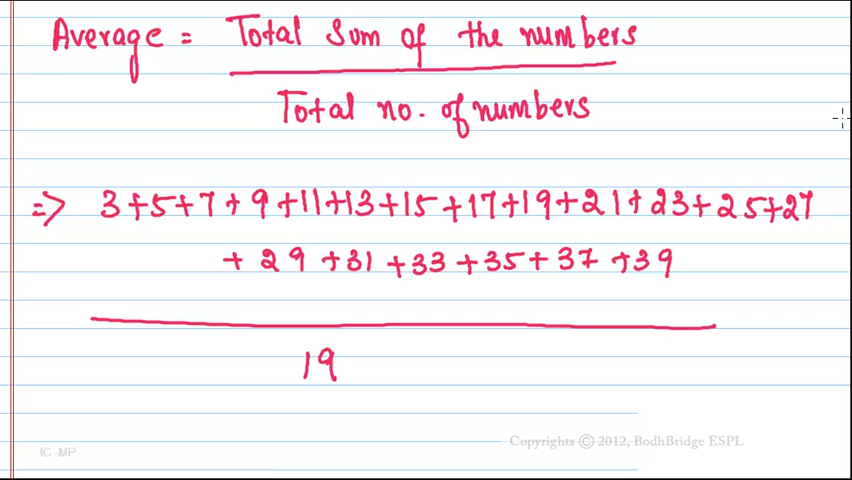 Average = Total Sum of the numbers
Total no. of numbers
=> 3+5+7+9+11+13+15+17+19+21+23+25+27
+29+31+33+35+37+39
19
Copyrights © 2012, BodhBridge ESPL
IC -MP